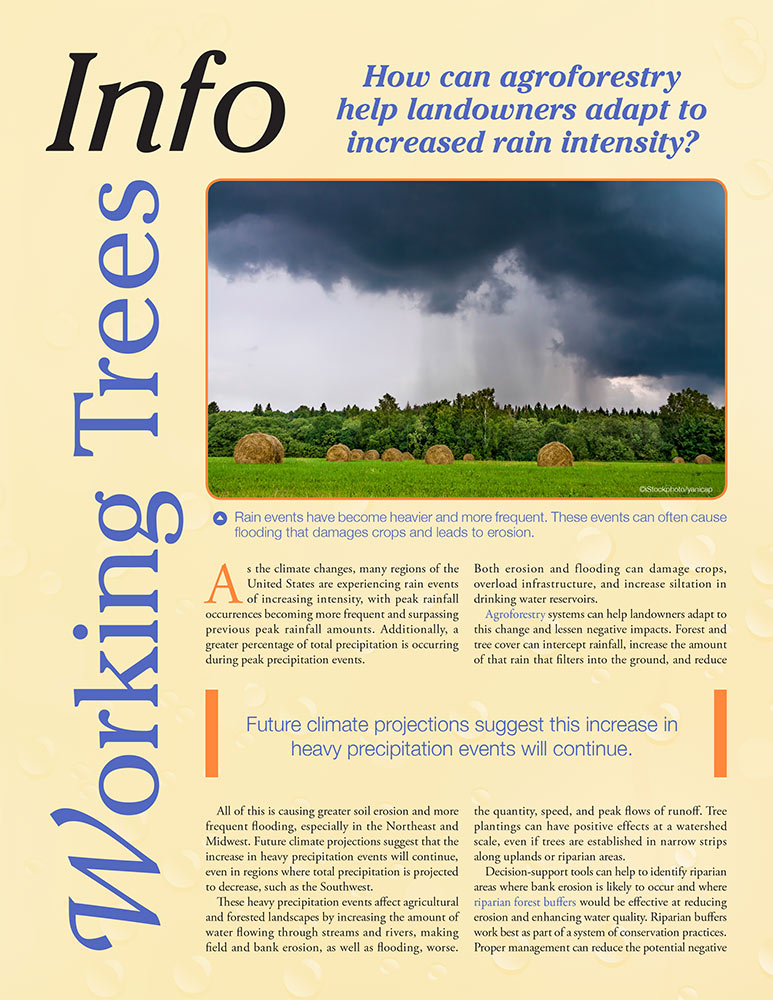 Info
Working Trees
How can agroforestry
help landowners adapt to
increased rain intensity?
©iStockphoto/yanicap
Rain events have become heavier and more frequent. These events can often cause
flooding that damages crops and leads to erosion.
As the climate changes, many regions of the
United States are experiencing rain events
of increasing intensity, with peak rainfall
occurrences becoming more frequent and surpassing
previous peak rainfall amounts. Additionally, a
greater percentage of total precipitation is occurring
during peak precipitation events.
Both erosion and flooding can damage crops,
overload infrastructure, and increase siltation in
drinking water reservoirs.
Agroforestry systems can help landowners adapt to
this change and lessen negative impacts. Forest and
tree cover can intercept rainfall, increase the amount
of that rain that filters into the ground, and reduce
Future climate projections suggest this increase in
heavy precipitation events will continue.
All of this is causing greater soil erosion and more
frequent flooding, especially in the Northeast and
Midwest. Future climate projections suggest that the
increase in heavy precipitation events will continue,
even in regions where total precipitation is projected
to decrease, such as the Southwest.
These heavy precipitation events affect agricultural
and forested landscapes by increasing the amount of
water flowing through streams and rivers, making
field and bank erosion, as well as flooding, worse.
the quantity, speed, and peak flows of runoff. Tree
plantings can have positive effects at a watershed
scale, even if trees are established in narrow strips
along uplands or riparian areas.
Decision-support tools can help to identify riparian
areas where bank erosion is likely to occur and where
riparian forest buffers would be effective at reducing
erosion and enhancing water quality. Riparian buffers
work best as part of a system of conservation practices.
Proper management can reduce the potential negative